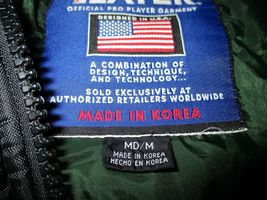 OFFICIAL PRO PLAYER GARMENT
DESIGNED IN U.S.A.
A COMBINATION OF
DESIGN, TECHNIQUE,
AND TECHNOLOGY...
SOLD EXCLUSIVELY AT
AUTHORIZED RETAILERS WORLDWIDE
MADE IN KOREA
MD/M
MADE IN KOREA
HECHO EN KOREA